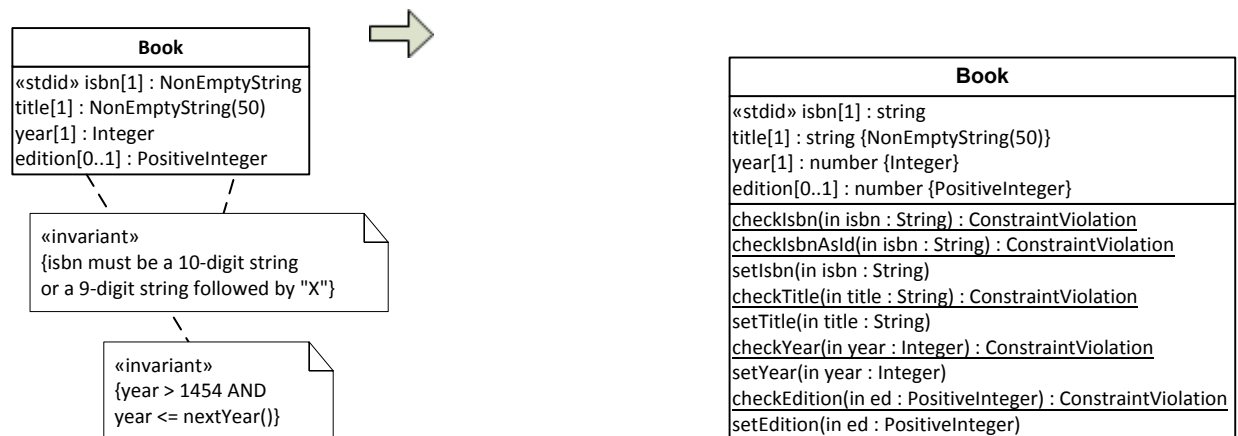 Book
«stdid» isbn[1] : NonEmptyString
title[1] : NonEmptyString(50)
year[1] : Integer
edition[0..1] : PositiveInteger
«invariant»
{isbn must be a 10-digit string
or a 9-digit string followed by "X"}
«invariant»
{year > 1454 AND
year <= nextYear()}
Book
«stdid» isbn[1] : string
title[1] : string {NonEmptyString(50)}
year[1] : number {Integer}
edition[0..1] : number {PositiveInteger}
checkIsbn(in isbn : String) : ConstraintViolation
checkIsbnAsId(in isbn : String) : ConstraintViolation
setIsbn(in isbn : String)
checkTitle(in title : String) : ConstraintViolation
setTitle(in title : String)
checkYear(in year : Integer) : ConstraintViolation
setYear(in year : Integer)
checkEdition(in ed : PositiveInteger) : ConstraintViolation
setEdition(in ed : PositiveInteger)